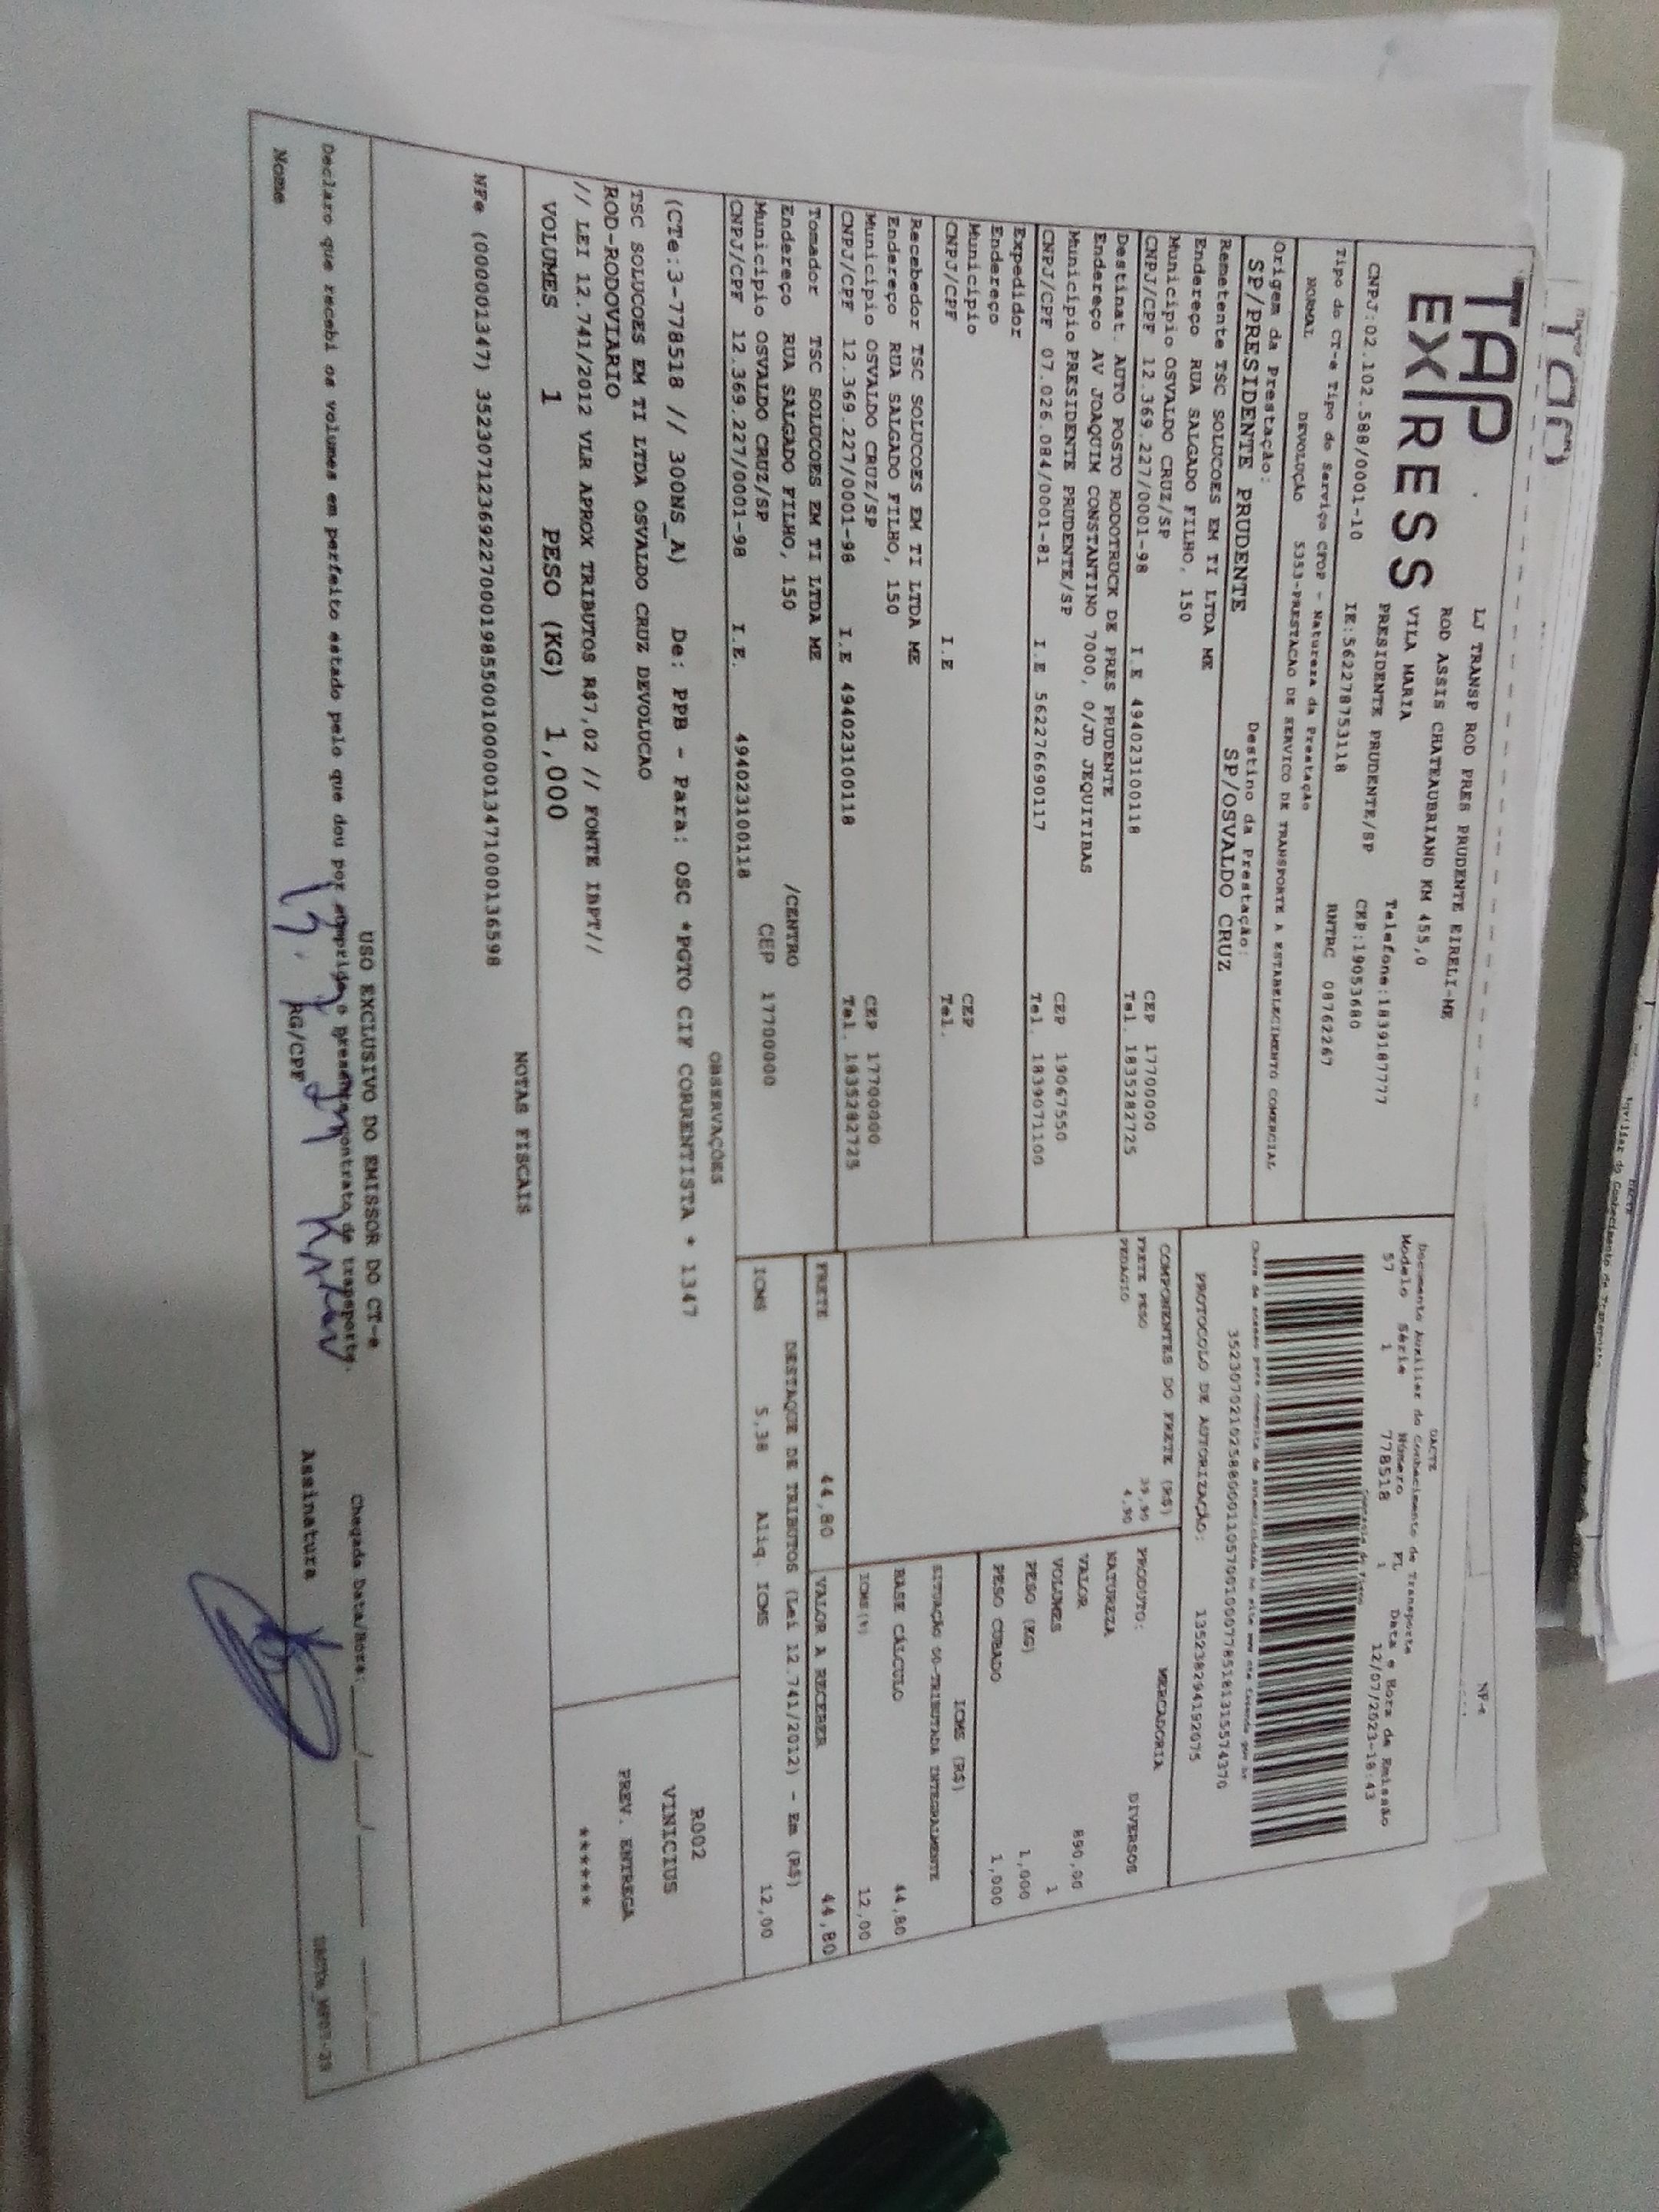 TAP
EXPRESS
LJ TRANSP ROD PRES PRUDENTE EIRELI-ME
ROD ASSIS CHATEAUBRIAND KM 455,0
VILA MARIA Telefone:1839187777
PRESIDENTE PRUDENTE/SP CEP:19053680
CNPJ:02.102.588/0001-10 IE:562278753118 RNTRC 08762267
Tipo do CT-e Tipo do Serviço CFOP - Natureza da Prestação
NORMAL DEVOLUÇÃO 5353-PRESTACAO DE SERVICO DE TRANSPORTE A ESTABELECIMENTO COMERCIAL
Origem da Prestação: Destino da Prestação:
SP/PRESIDENTE PRUDENTE SP/OSVALDO CRUZ
DACTE
Documento Auxiliar do Conhecimento de Transporte
Modelo Série Número FL Data e Hora da Emissão
57 1 778518 1 12/07/2023-18:43
Controle do Fisco
35230702102588000110570010007785181315574370
PROTOCOLO DE AUTORIZAÇÃO: 135238294192075
Remetente TSC SOLUCOES EM TI LTDA ME
Endereço RUA SALGADO FILHO, 150
Município OSVALDO CRUZ/SP CEP 17700000
CNPJ/CPF 12.369.227/0001-98 I.E 494023100118 Tel. 1835282725
Destinat. AUTO POSTO RODOTRUCK DE PRES PRUDENTE
Endereço AV JOAQUIM CONSTANTINO 7000, 0/JD JEQUITIBAS
Município PRESIDENTE PRUDENTE/SP CEP 19067550
CNPJ/CPF 07.026.084/0001-81 I.E 562276690117 Tel. 1839071100
Expedidor
Endereço
Município CEP
CNPJ/CPF I.E Tel.
Recebedor TSC SOLUCOES EM TI LTDA ME
Endereço RUA SALGADO FILHO, 150
Município OSVALDO CRUZ/SP CEP 17700000
CNPJ/CPF 12.369.227/0001-98 I.E 494023100118 Tel. 1835282725
Tomador TSC SOLUCOES EM TI LTDA ME
Endereço RUA SALGADO FILHO, 150 /CENTRO
Município OSVALDO CRUZ/SP CEP 17700000
CNPJ/CPF 12.369.227/0001-98 I.E. 494023100118
COMPONENTES DO FRETE (R$)
FRETE PESO 39,90
PEDAGIO 4,90
MERCADORIA
PRODUTO: DIVERSOS
NATUREZA
VALOR 890,00
VOLUMES 1
PESO (KG) 1,000
PESO CUBADO 1,000
ICMS (R$)
SITUAÇÃO 00-TRIBUTADA INTEGRALMENTE
BASE CÁLCULO 44,80
ICMS(%) 12,00
FRETE 44,80 VALOR A RECEBER 44,80
DESTAQUE DE TRIBUTOS (Lei 12.741/2012) - Em (R$)
ICMS 5,38 Aliq. ICMS 12,00
OBSERVAÇÕES
(CTe:3-778518 // 300NS_A) De: PPB - Para: OSC *PGTO CIF CORRENTISTA * 1347
TSC SOLUCOES EM TI LTDA OSVALDO CRUZ DEVOLUCAO
ROD-RODOVIARIO
// LEI 12.741/2012 VLR APROX TRIBUTOS R$7,02 // FONTE IBPT//
VOLUMES 1 PESO (KG) 1,000
R002
VINICIUS
PREV. ENTREGA
******
NOTAS FISCAIS
NFe (000001347) 35230712369227000198550010000013471000136598
USO EXCLUSIVO DO EMISSOR DO CT-e
Declaro que recebi os volumes em perfeito estado pelo que dou por cumprido o presente contrato de transporte.
Chegada Data/Hora: ___/___/___
Nome RG/CPF Assinatura